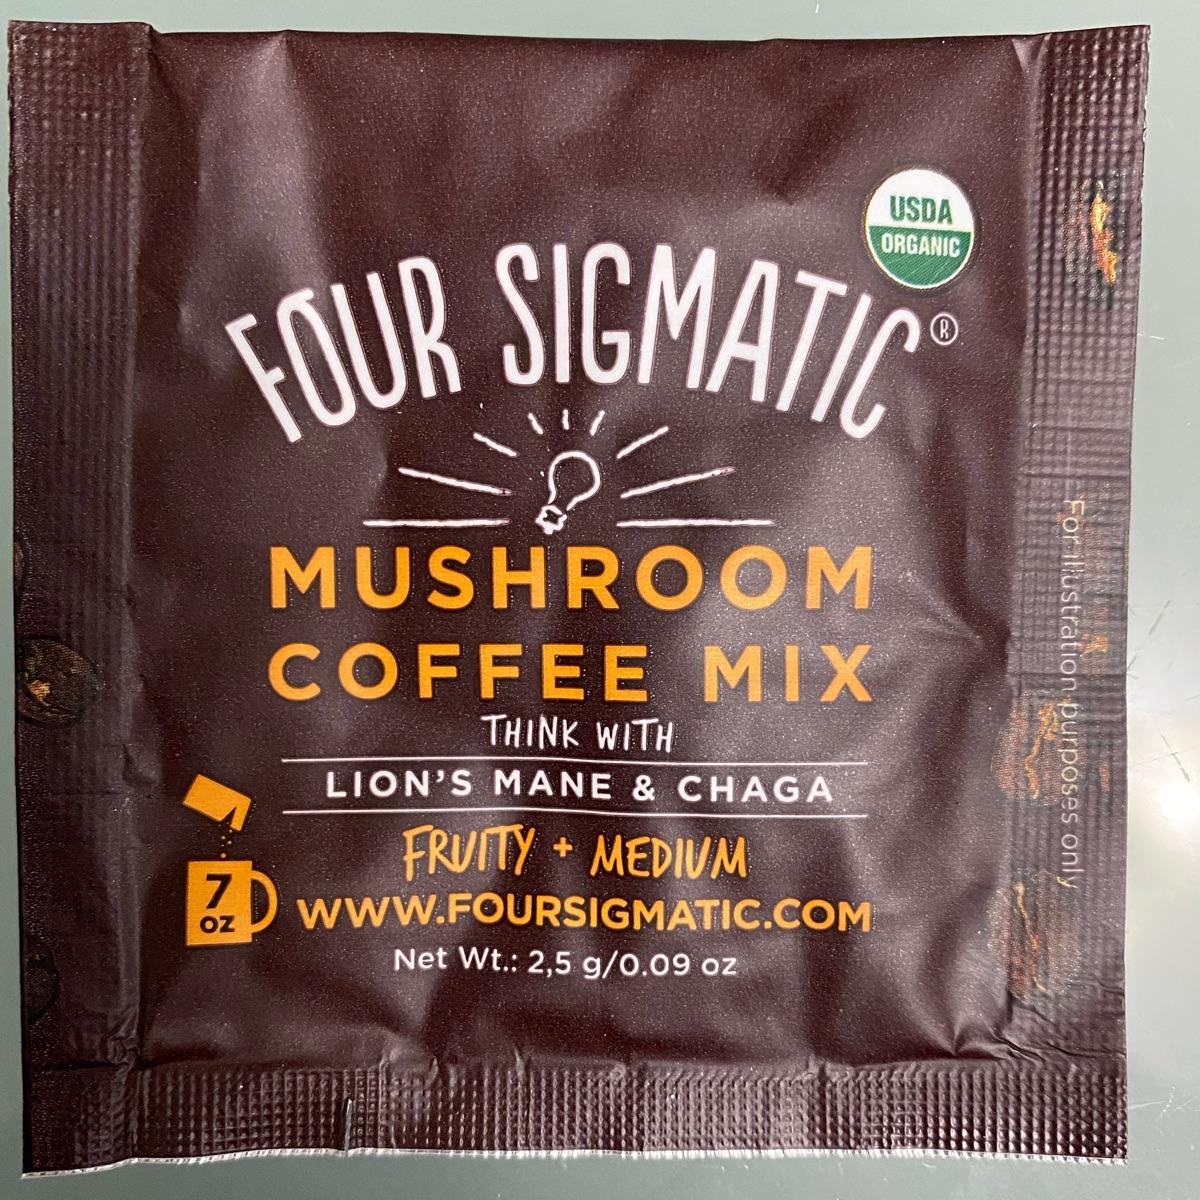 USDA
ORGANIC
FOUR SIGMATIC®
MUSHROOM
COFFEE MIX
THINK WITH
LION'S MANE & CHAGA
FRUITY + MEDIUM
7
OZ
WWW.FOURSIGMATIC.COM
Net Wt.: 2,5 g/0.09 oz
For illustration purposes only